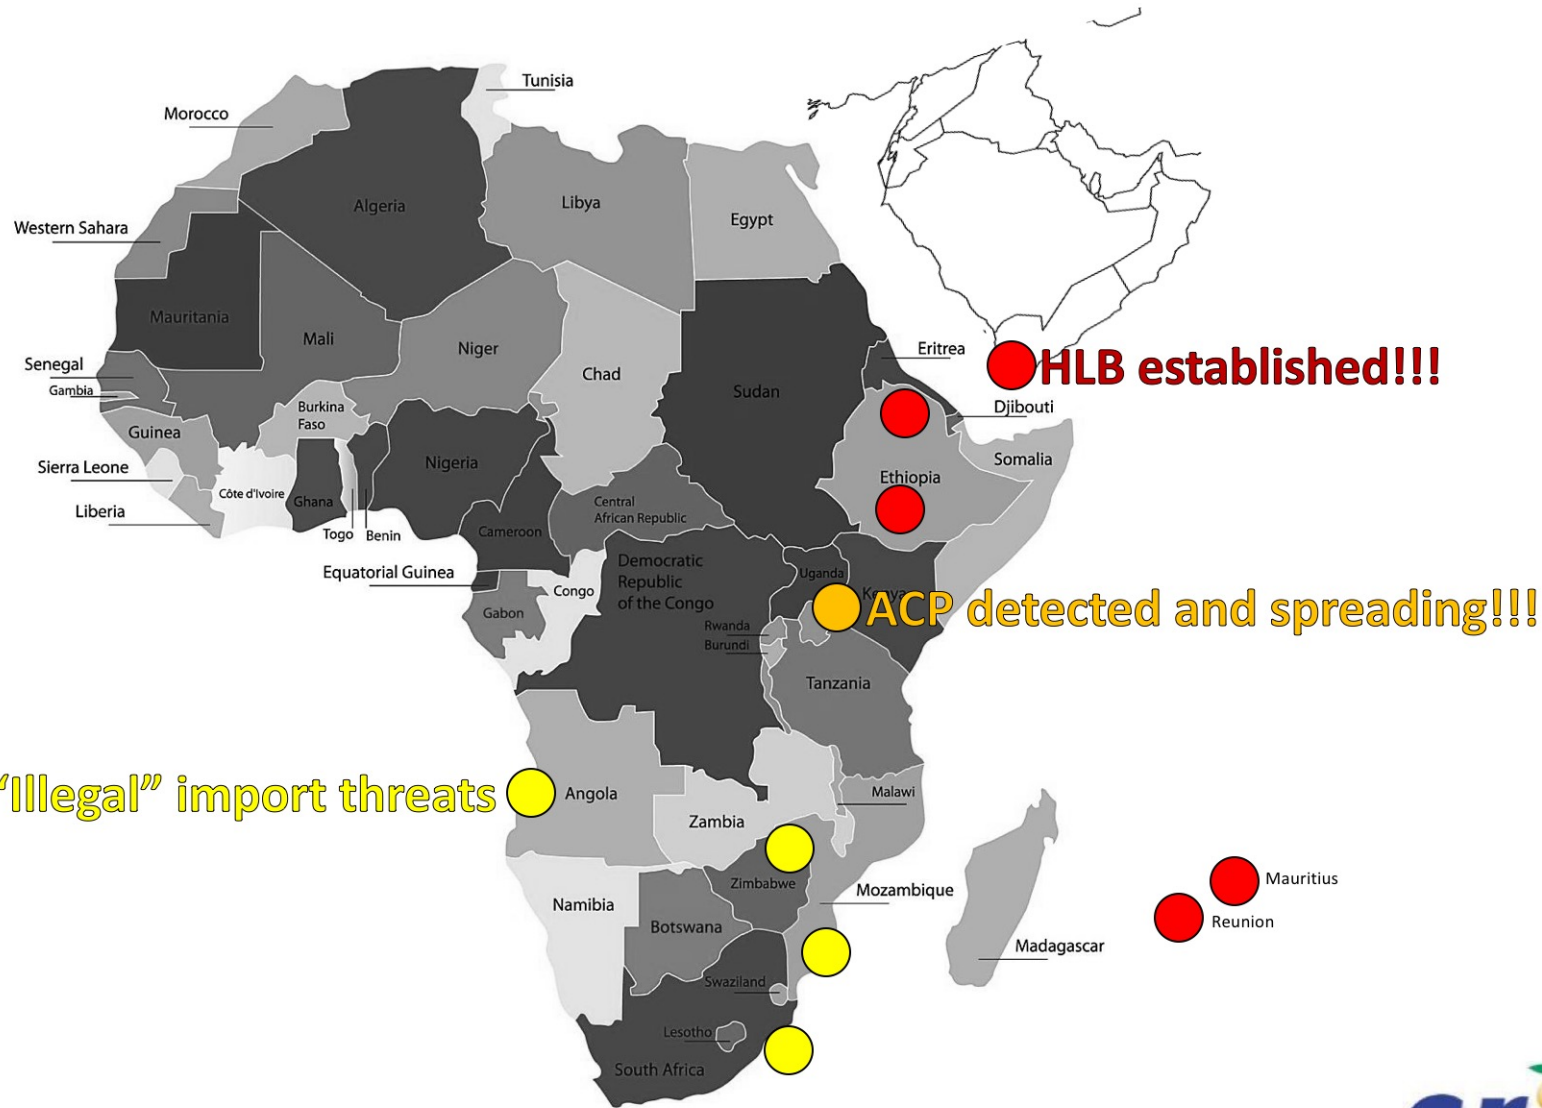 Tunisia
Morocco
Algeria
Libya
Egypt
Western Sahara
Mauritania
Mali
Niger
Chad
Sudan
Eritrea
HLB established!!!
Senegal
Gambia
Burkina
Faso
Djibouti
Guinea
Nigeria
Somalia
Sierra Leone
Ethiopia
Côte d'Ivoire
Ghana
Central
African Republic
Liberia
Togo
Benin
Cameroon
Equatorial Guinea
Democratic
Republic
of the Congo
Uganda
Kenya
Congo
Gabon
ACP detected and spreading!!!
Rwanda
Burundi
Tanzania
“Illegal” import threats
Angola
Malawi
Zambia
Zimbabwe
Mozambique
Mauritius
Namibia
Botswana
Reunion
Madagascar
Swaziland
Lesotho
South Africa